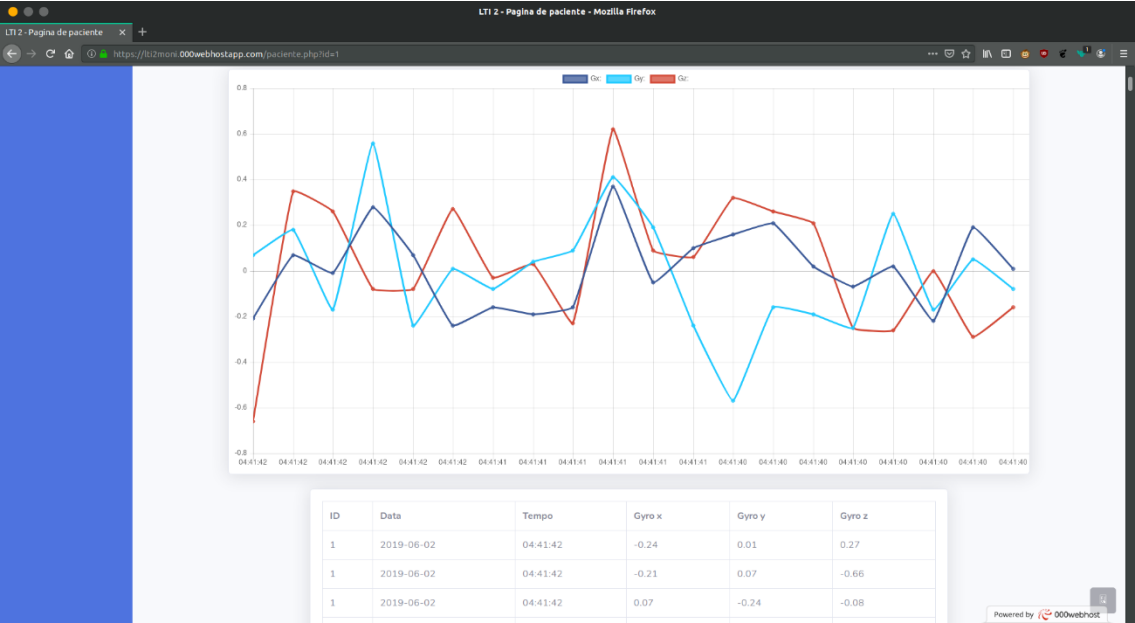 LTI 2 - Pagina de paciente - Mozilla Firefox
LTI 2 - Pagina de paciente × +
https://lti2moni.000webhostapp.com/paciente.php?id=1
Gx: Gy: Gz:
0.8
0.6
0.4
0.2
0
-0.2
-0.4
-0.6
-0.8
04:41:42 04:41:42 04:41:42 04:41:42 04:41:42 04:41:42 04:41:41 04:41:41 04:41:41 04:41:41 04:41:41 04:41:41 04:41:40 04:41:40 04:41:40 04:41:40 04:41:40 04:41:40 04:41:40 04:41:40
ID Data Tempo Gyro x Gyro y Gyro z
1 2019-06-02 04:41:42 -0.24 0.01 0.27
1 2019-06-02 04:41:42 -0.21 0.07 -0.66
1 2019-06-02 04:41:42 0.07 -0.24 -0.08
Powered by 000webhost